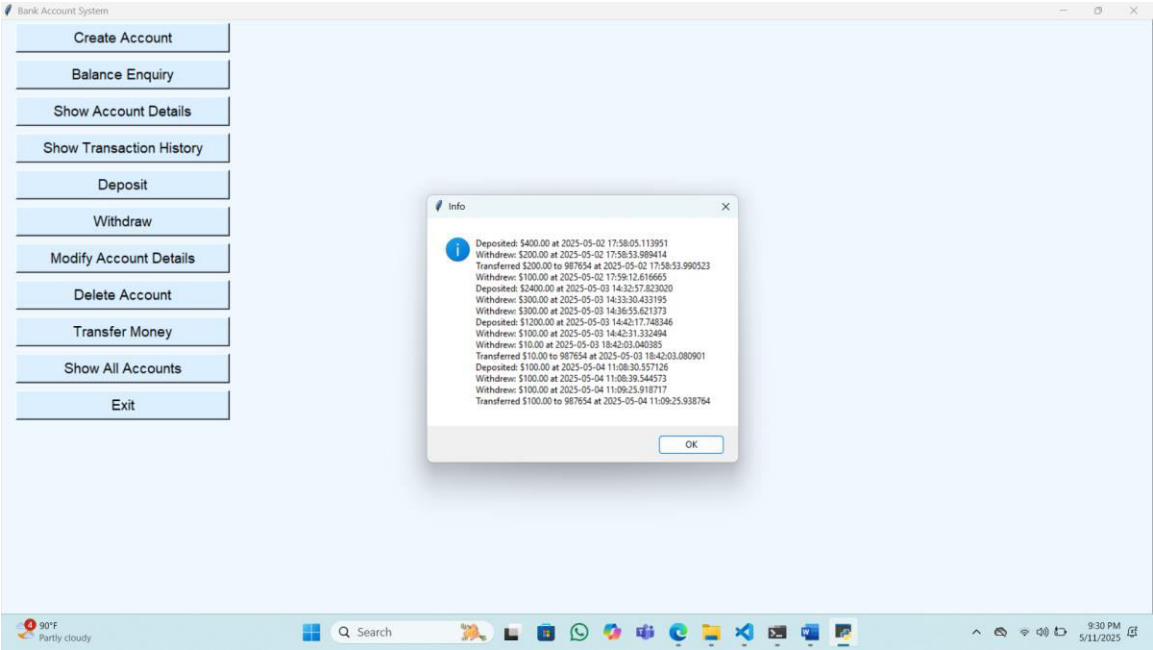 Bank Account System
Create Account
Balance Enquiry
Show Account Details
Show Transaction History
Deposit
Withdraw
Modify Account Details
Delete Account
Transfer Money
Show All Accounts
Exit
Info
Deposited: $400.00 at 2025-05-02 17:58:05.113951
Withdrew: $200.00 at 2025-05-02 17:58:53.989414
Transferred $200.00 to 987654 at 2025-05-02 17:58:53.990523
Withdrew: $100.00 at 2025-05-02 17:59:12.616665
Deposited: $2400.00 at 2025-05-03 14:32:57.823020
Withdrew: $300.00 at 2025-05-03 14:33:30.433195
Withdrew: $300.00 at 2025-05-03 14:36:55.621373
Deposited: $1200.00 at 2025-05-03 14:42:17.748346
Withdrew: $100.00 at 2025-05-03 14:42:31.332494
Withdrew: $10.00 at 2025-05-03 18:42:03.040385
Transferred $10.00 to 987654 at 2025-05-03 18:42:03.080901
Deposited: $100.00 at 2025-05-04 11:08:30.557126
Withdrew: $100.00 at 2025-05-04 11:08:39.544573
Withdrew: $100.00 at 2025-05-04 11:09:25.918717
Transferred $100.00 to 987654 at 2025-05-04 11:09:25.938764
OK
4
90°F
Partly cloudy
Search
9:30 PM
5/11/2025